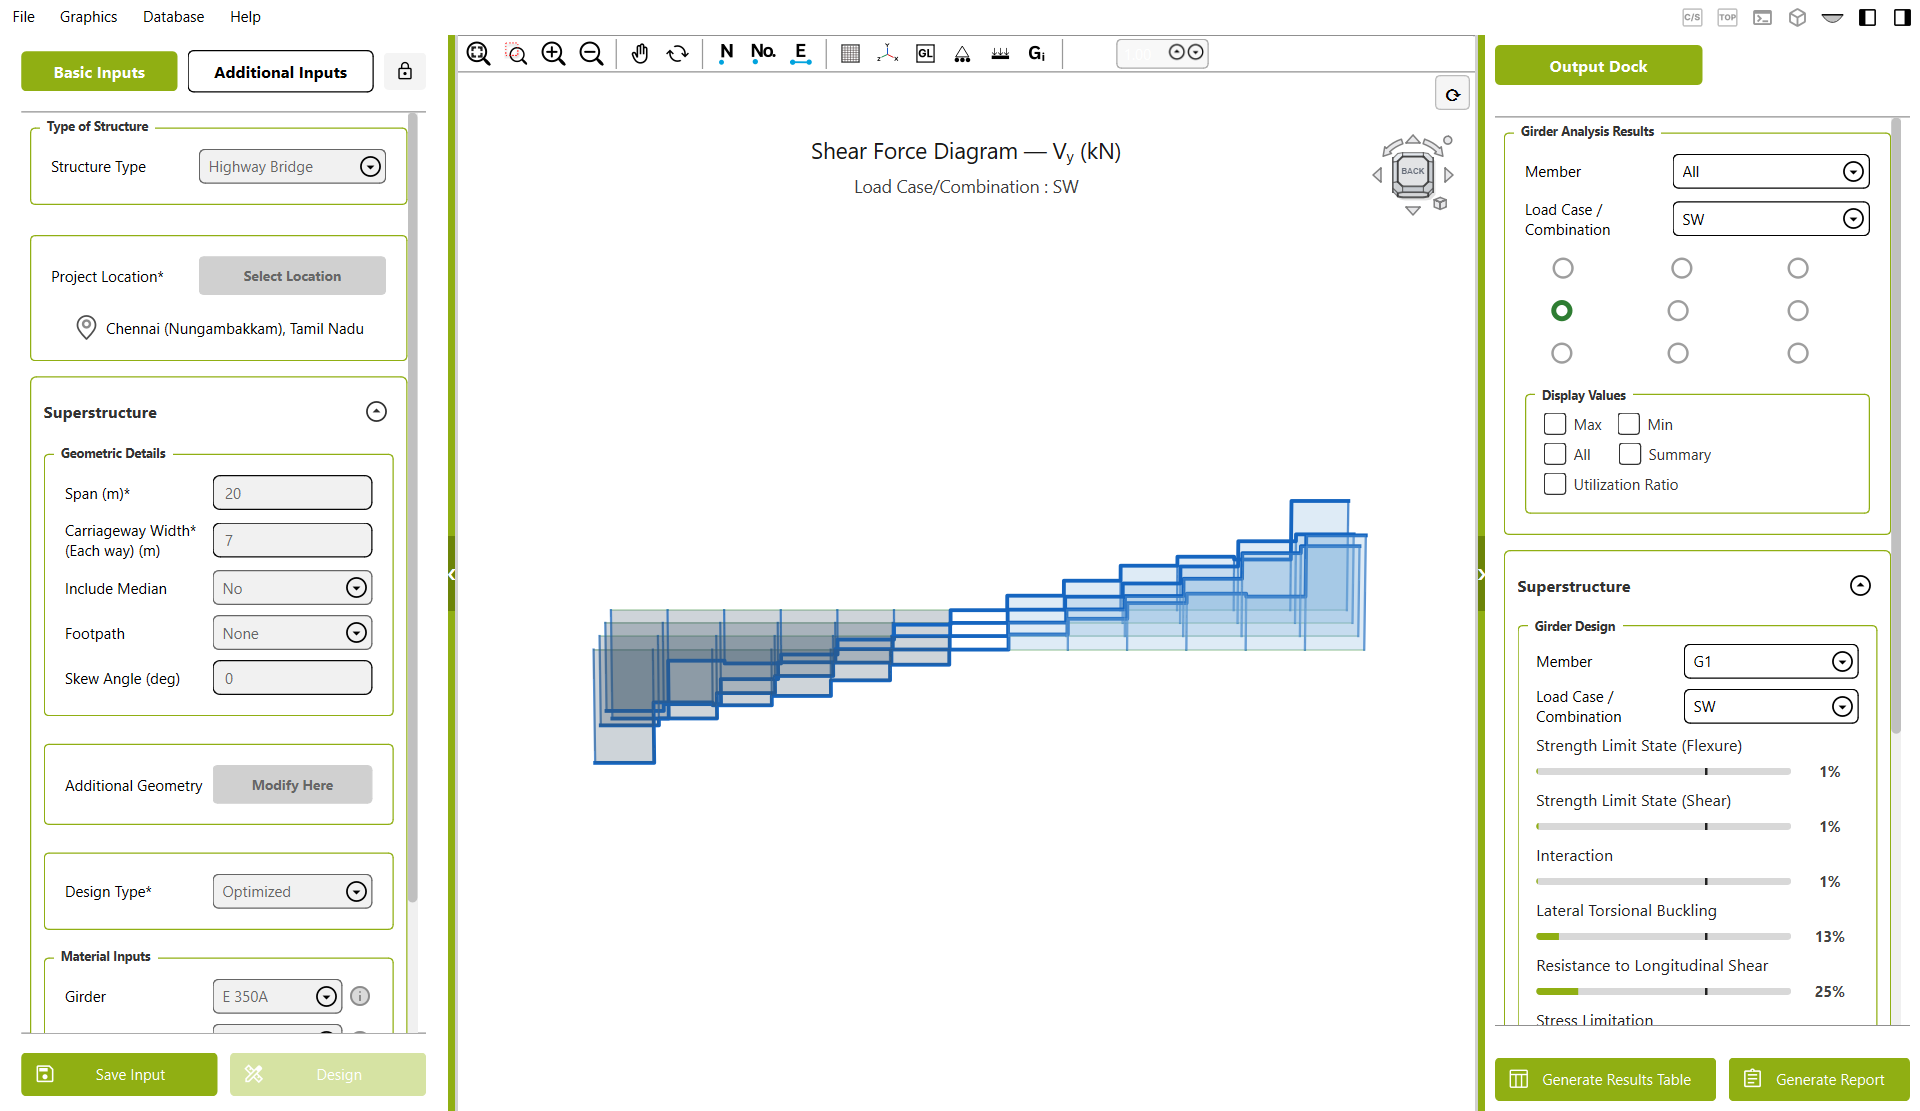 File Graphics Database Help
C/S TOP
Basic Inputs Additional Inputs
Type of Structure
Structure Type Highway Bridge
Project Location* Select Location
Chennai (Nungambakkam), Tamil Nadu
Superstructure
Geometric Details
Span (m)* 20
Carriageway Width*
(Each way) (m) 7
Include Median No
Footpath None
Skew Angle (deg) 0
Additional Geometry Modify Here
Design Type* Optimized
Material Inputs
Girder E 350A
Save Input Design
N No. E GL Gi
Shear Force Diagram — Vy (kN)
Load Case/Combination : SW
BACK
Output Dock
Girder Analysis Results
Member All
Load Case /
Combination SW
Display Values
Max Min
All Summary
Utilization Ratio
Superstructure
Girder Design
Member G1
Load Case /
Combination SW
Strength Limit State (Flexure)
1%
Strength Limit State (Shear)
1%
Interaction
1%
Lateral Torsional Buckling
13%
Resistance to Longitudinal Shear
25%
Stress Limitation
Generate Results Table Generate Report